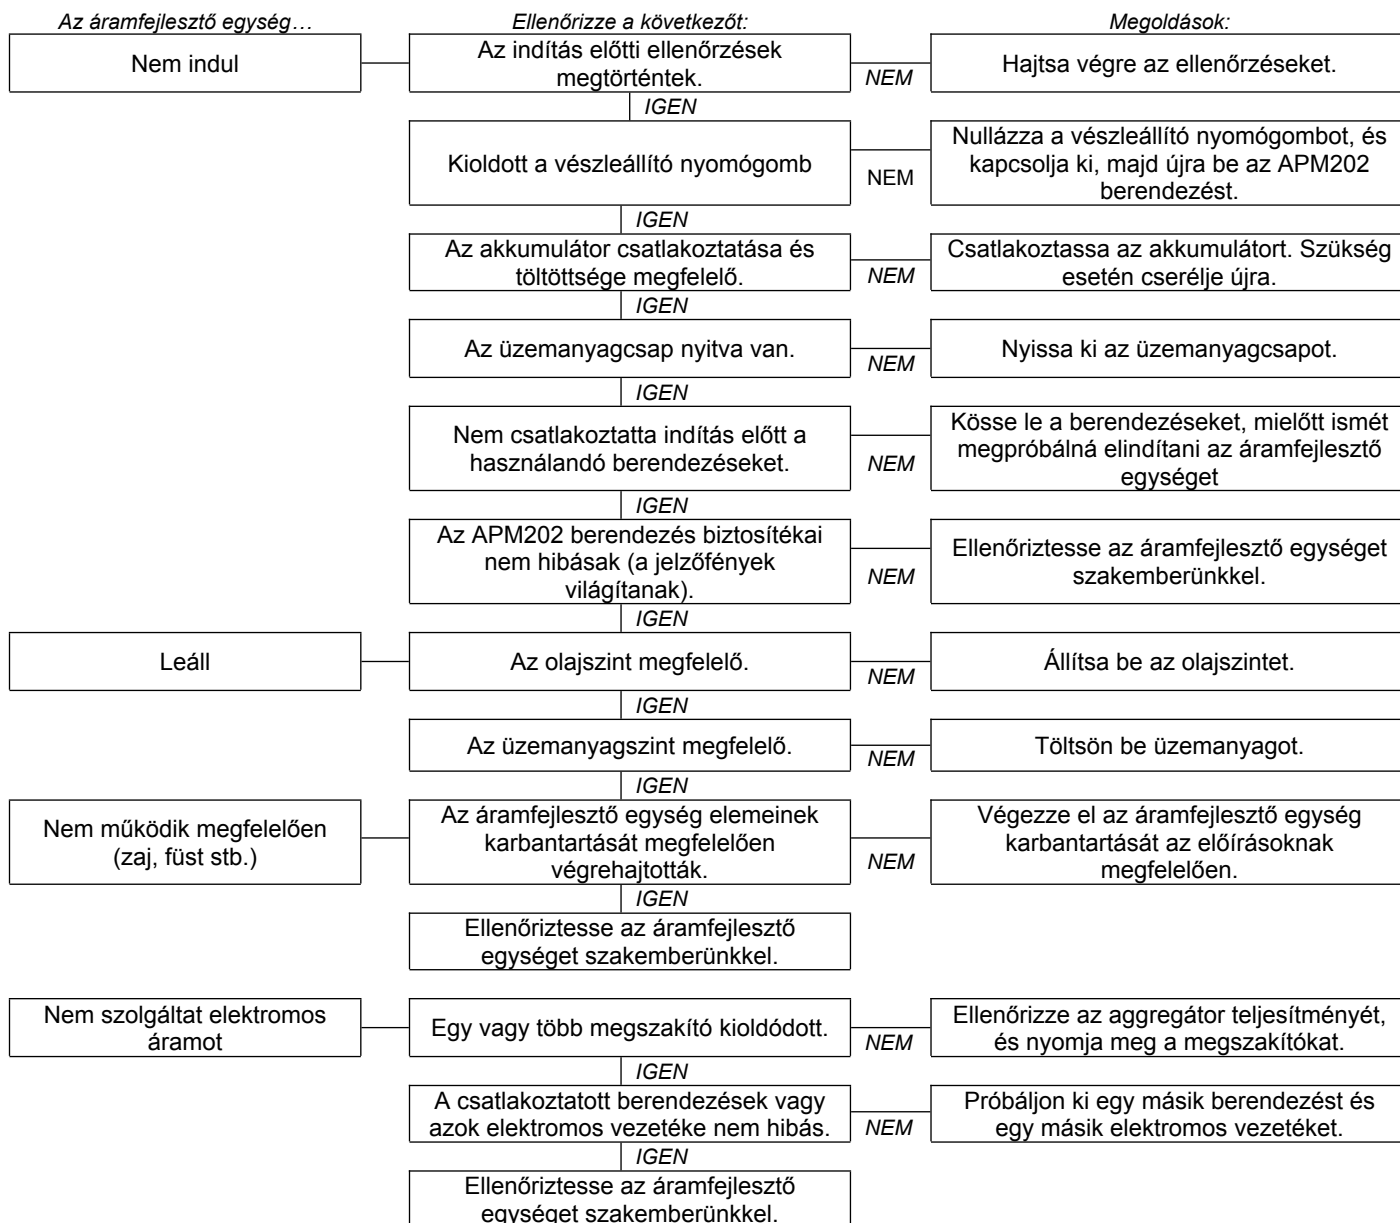 Az áramfejlesztő egység…
Ellenőrizze a következőt:
Megoldások:
Nem indul
Az indítás előtti ellenőrzések
megtörténtek.
NEM
Hajtsa végre az ellenőrzéseket.
IGEN
Kioldott a vészleállító nyomógomb
NEM
Nullázza a vészleállító nyomógombot, és
kapcsolja ki, majd újra be az APM202
berendezést.
IGEN
Az akkumulátor csatlakoztatása és
töltöttsége megfelelő.
NEM
Csatlakoztassa az akkumulátort. Szükség
esetén cserélje újra.
IGEN
Az üzemanyagcsap nyitva van.
NEM
Nyissa ki az üzemanyagcsapot.
IGEN
Nem csatlakoztatta indítás előtt a
használandó berendezéseket.
NEM
Kösse le a berendezéseket, mielőtt ismét
megpróbálná elindítani az áramfejlesztő
egységet
IGEN
Az APM202 berendezés biztosítékai
nem hibásak (a jelzőfények
világítanak).
NEM
Ellenőriztesse az áramfejlesztő egységet
szakemberünkkel.
IGEN
Leáll
Az olajszint megfelelő.
NEM
Állítsa be az olajszintet.
IGEN
Az üzemanyagszint megfelelő.
NEM
Töltsön be üzemanyagot.
IGEN
Nem működik megfelelően
(zaj, füst stb.)
Az áramfejlesztő egység elemeinek
karbantartását megfelelően
végrehajtották.
NEM
Végezze el az áramfejlesztő egység
karbantartását az előírásoknak
megfelelően.
IGEN
Ellenőriztesse az áramfejlesztő
egységet szakemberünkkel.
Nem szolgáltat elektromos
áramot
Egy vagy több megszakító kioldódott.
NEM
Ellenőrizze az aggregátor teljesítményét,
és nyomja meg a megszakítókat.
IGEN
A csatlakoztatott berendezések vagy
azok elektromos vezetéke nem hibás.
NEM
Próbáljon ki egy másik berendezést és
egy másik elektromos vezetéket.
IGEN
Ellenőriztesse az áramfejlesztő
egységet szakemberünkkel.